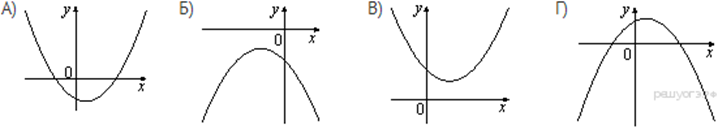 А) y 0 x
Б) y 0 x
В) y 0 x
Г) y 0 x
решуогэ.рф